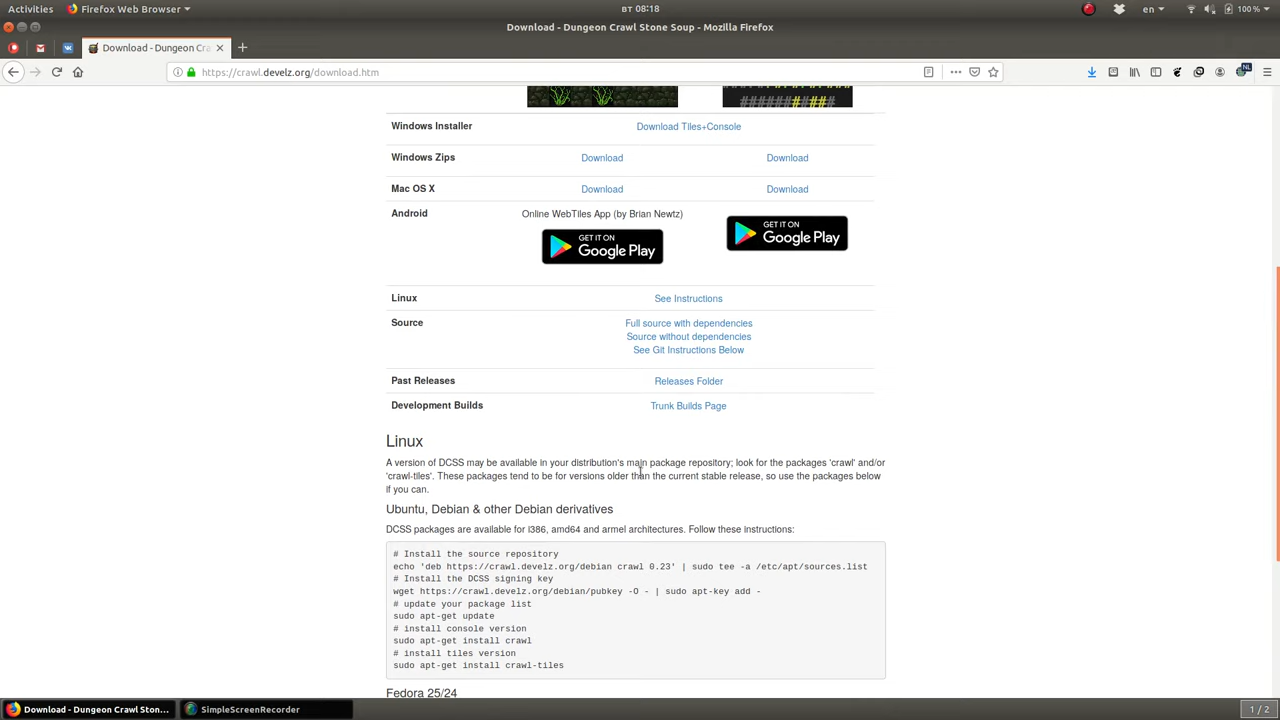 Activities
Firefox Web Browser
ВТ 08:18
en
100 %
Download - Dungeon Crawl Stone Soup - Mozilla Firefox
Download - Dungeon Cra
https://crawl.develz.org/download.htm
NL
Windows Installer
Download Tiles+Console
Windows Zips
Download
Download
Mac OS X
Download
Download
Android
Online WebTiles App (by Brian Newtz)
GET IT ON
Google Play
GET IT ON
Google Play
Linux
See Instructions
Source
Full source with dependencies
Source without dependencies
See Git Instructions Below
Past Releases
Releases Folder
Development Builds
Trunk Builds Page
Linux
A version of DCSS may be available in your distribution's main package repository; look for the packages 'crawl' and/or
'crawl-tiles'. These packages tend to be for versions older than the current stable release, so use the packages below
if you can.
Ubuntu, Debian & other Debian derivatives
DCSS packages are available for i386, amd64 and armel architectures. Follow these instructions:
# Install the source repository
echo 'deb https://crawl.develz.org/debian crawl 0.23' | sudo tee -a /etc/apt/sources.list
# Install the DCSS signing key
wget https://crawl.develz.org/debian/pubkey -O - | sudo apt-key add -
# update your package list
sudo apt-get update
# install console version
sudo apt-get install crawl
# install tiles version
sudo apt-get install crawl-tiles
Fedora 25/24
Download - Dungeon Crawl Stone...
SimpleScreenRecorder
1 / 2